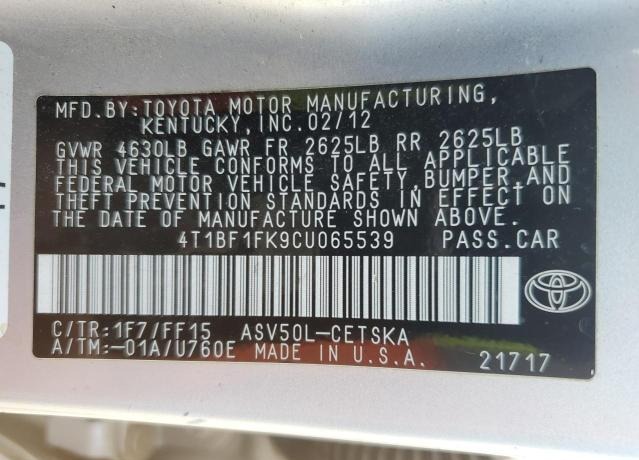 MFD.BY:TOYOTA MOTOR MANUFACTURING,
KENTUCKY,INC.02/12
GVWR 4630LB GAWR FR 2625LB RR 2625LB
THIS VEHICLE CONFORMS TO ALL APPLICABLE
FEDERAL MOTOR VEHICLE SAFETY,BUMPER,AND
THEFT PREVENTION STANDARDS IN EFFECT ON
THE DATE OF MANUFACTURE SHOWN ABOVE.
4T1BF1FK9CU065539 PASS.CAR
C/TR:1F7/FF15 ASV50L-CETSKA
A/TM:-01A/U760E MADE IN U.S.A. 21717